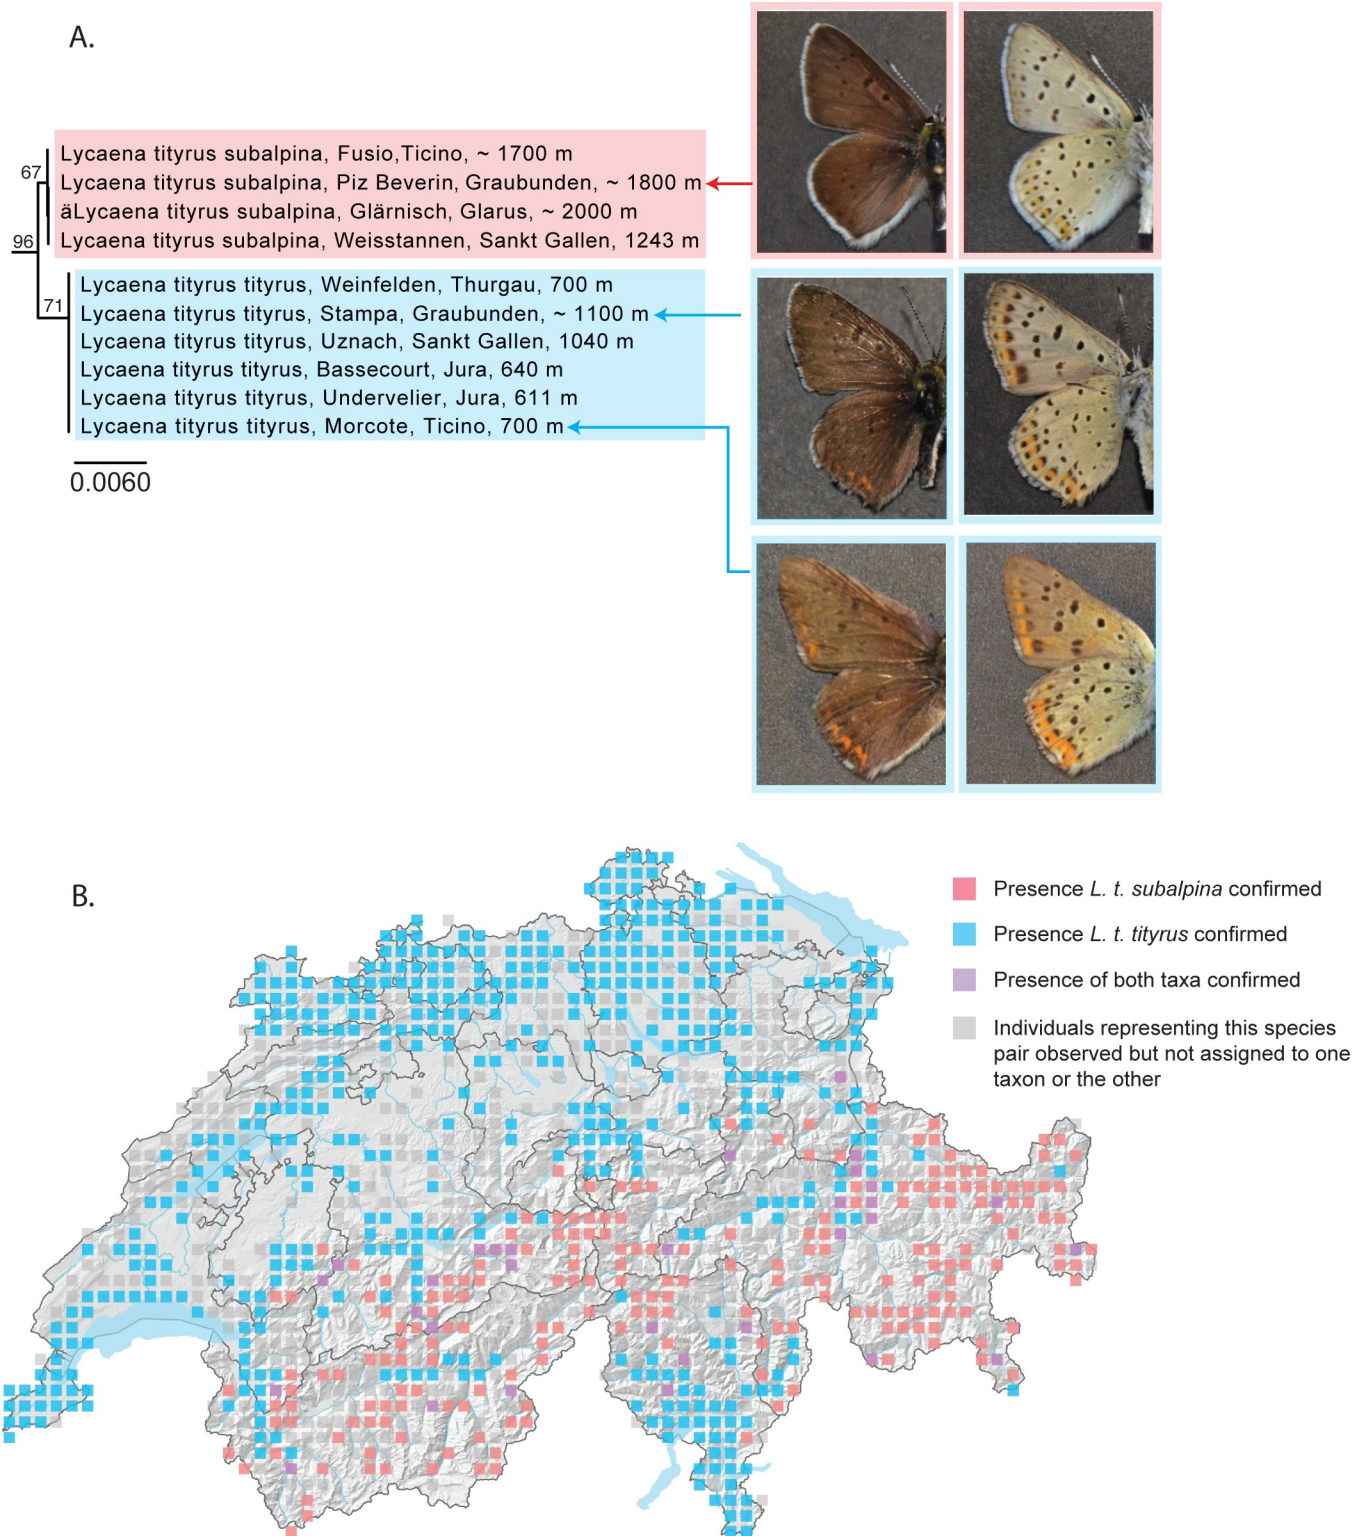 A.
67
96
71
Lycaena tityrus subalpina, Fusio,Ticino, ~ 1700 m
Lycaena tityrus subalpina, Piz Beverin, Graubunden, ~ 1800 m
äLycaena tityrus subalpina, Glärnisch, Glarus, ~ 2000 m
Lycaena tityrus subalpina, Weisstannen, Sankt Gallen, 1243 m
Lycaena tityrus tityrus, Weinfelden, Thurgau, 700 m
Lycaena tityrus tityrus, Stampa, Graubunden, ~ 1100 m
Lycaena tityrus tityrus, Uznach, Sankt Gallen, 1040 m
Lycaena tityrus tityrus, Bassecourt, Jura, 640 m
Lycaena tityrus tityrus, Undervelier, Jura, 611 m
Lycaena tityrus tityrus, Morcote, Ticino, 700 m
0.0060
B.
Presence L. t. subalpina confirmed
Presence L. t. tityrus confirmed
Presence of both taxa confirmed
Individuals representing this species
pair observed but not assigned to one
taxon or the other